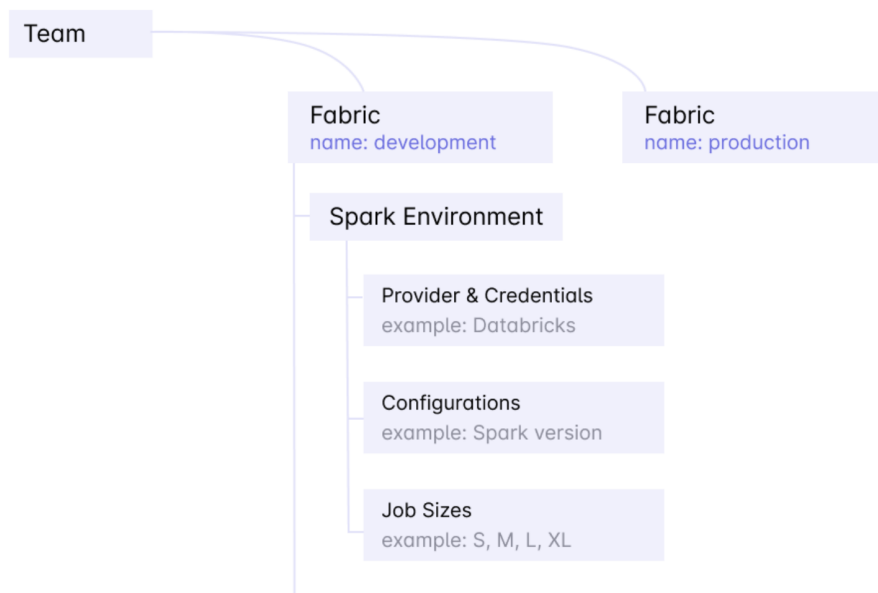 Team
Fabric
name: development
Fabric
name: production
Spark Environment
Provider & Credentials
example: Databricks
Configurations
example: Spark version
Job Sizes
example: S, M, L, XL